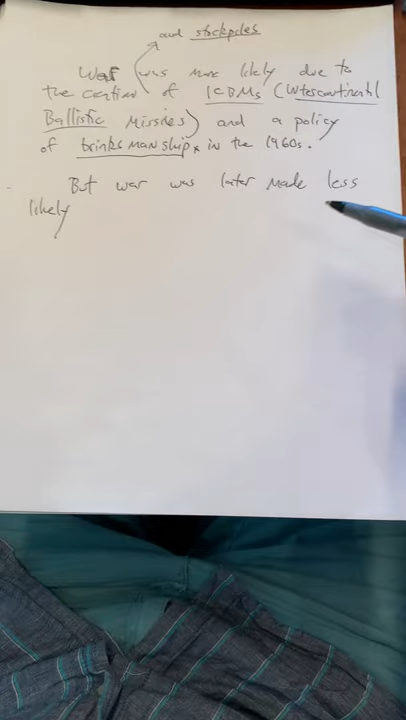 and stockpiles
War was more likely due to
the creation of ICBMs (Intercontinental
Ballistic Missiles) and a policy
of brinksmanship in the 1960s.
But war was later made less
likely